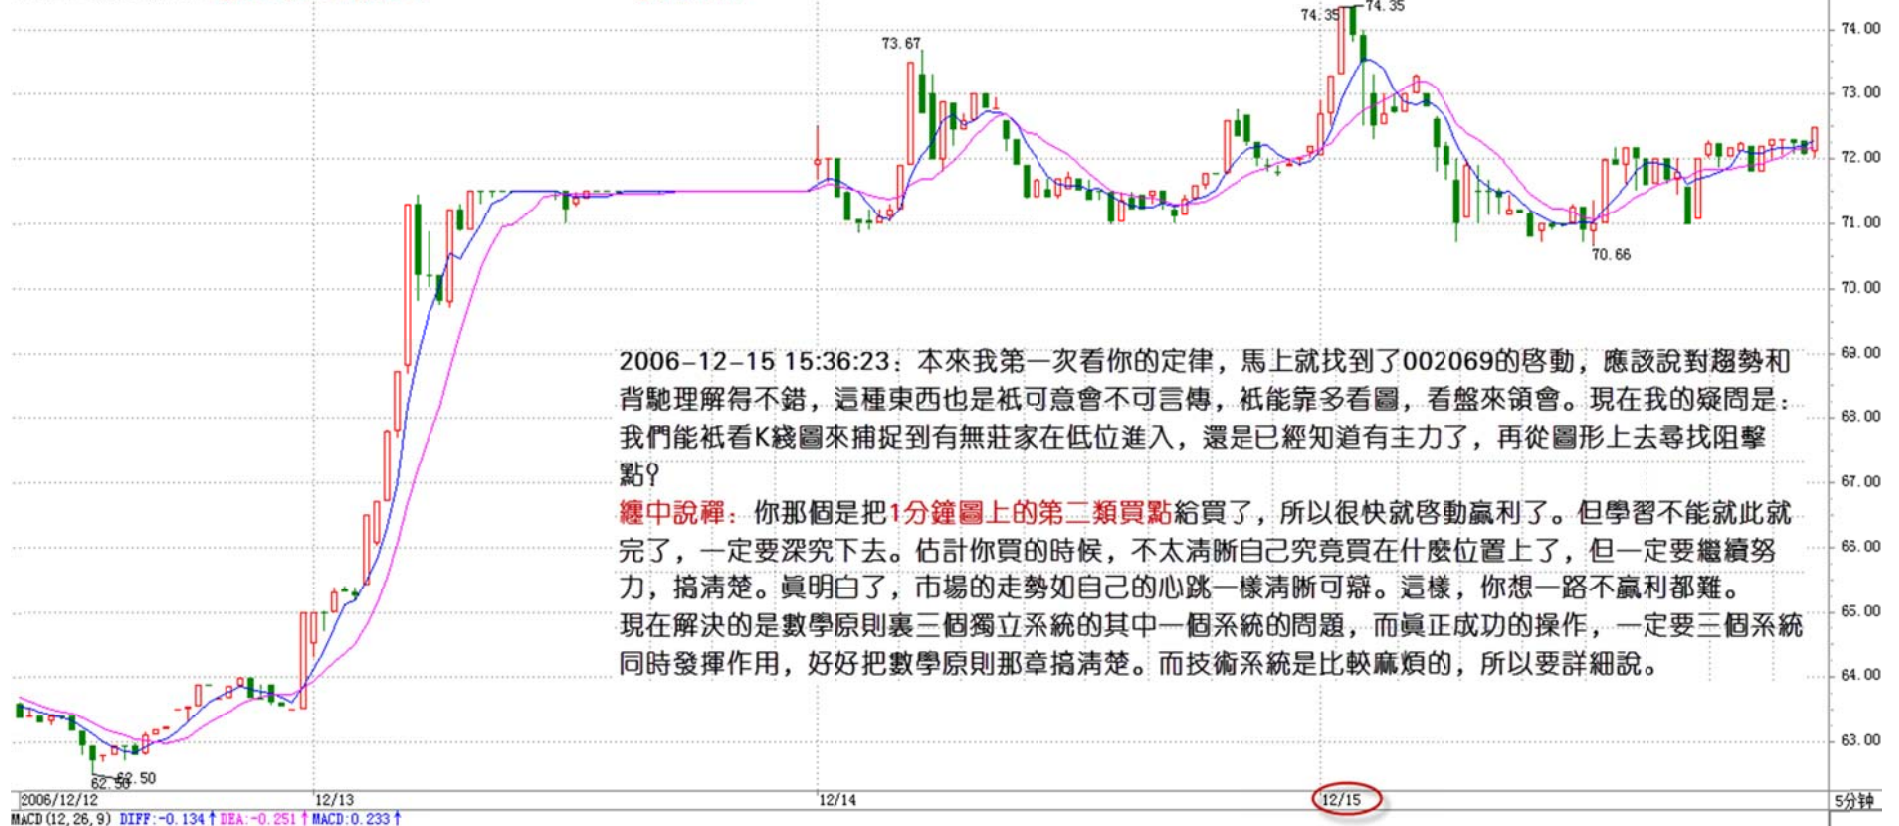 74.35
74.35
74.00
73.67
73.00
72.00
71.00
70.66
70.00
69.00
2006-12-15 15:36:23：本來我第一次看你的定律，馬上就找到了002069的啓動，應該說對趨勢和
背馳理解得不錯，這種東西也是衹可意會不可言傳，衹能靠多看圖，看盤來領會。現在我的疑問是：
68.00
我們能衹看K綫圖來捕捉到有無莊家在低位進入，還是已經知道有主力了，再從圖形上去尋找阻擊
點？
67.00
纏中說禪：你那個是把1分鐘圖上的第二類買點給買了，所以很快就啓動贏利了。但學習不能就此就
完了，一定要深究下去。估計你買的時候，不太清晰自己究竟買在什麽位置上了，但一定要繼續努
66.00
力，搞清楚。眞明白了，市場的走勢如自己的心跳一樣清晰可辯。這樣，你想一路不贏利都難。
65.00
現在解決的是數學原則裏三個獨立系統的其中一個系統的問題，而眞正成功的操作，一定要三個系統
同時發揮作用，好好把數學原則那章搞清楚。而技術系統是比較麻煩的，所以要詳細說。
64.00
63.00
62.50
62.50
2006/12/12 12/13 12/14 12/15 5分钟
MACD(12,26,9) DIFF:-0.134↑ DEA:-0.251↑ MACD:0.233↑